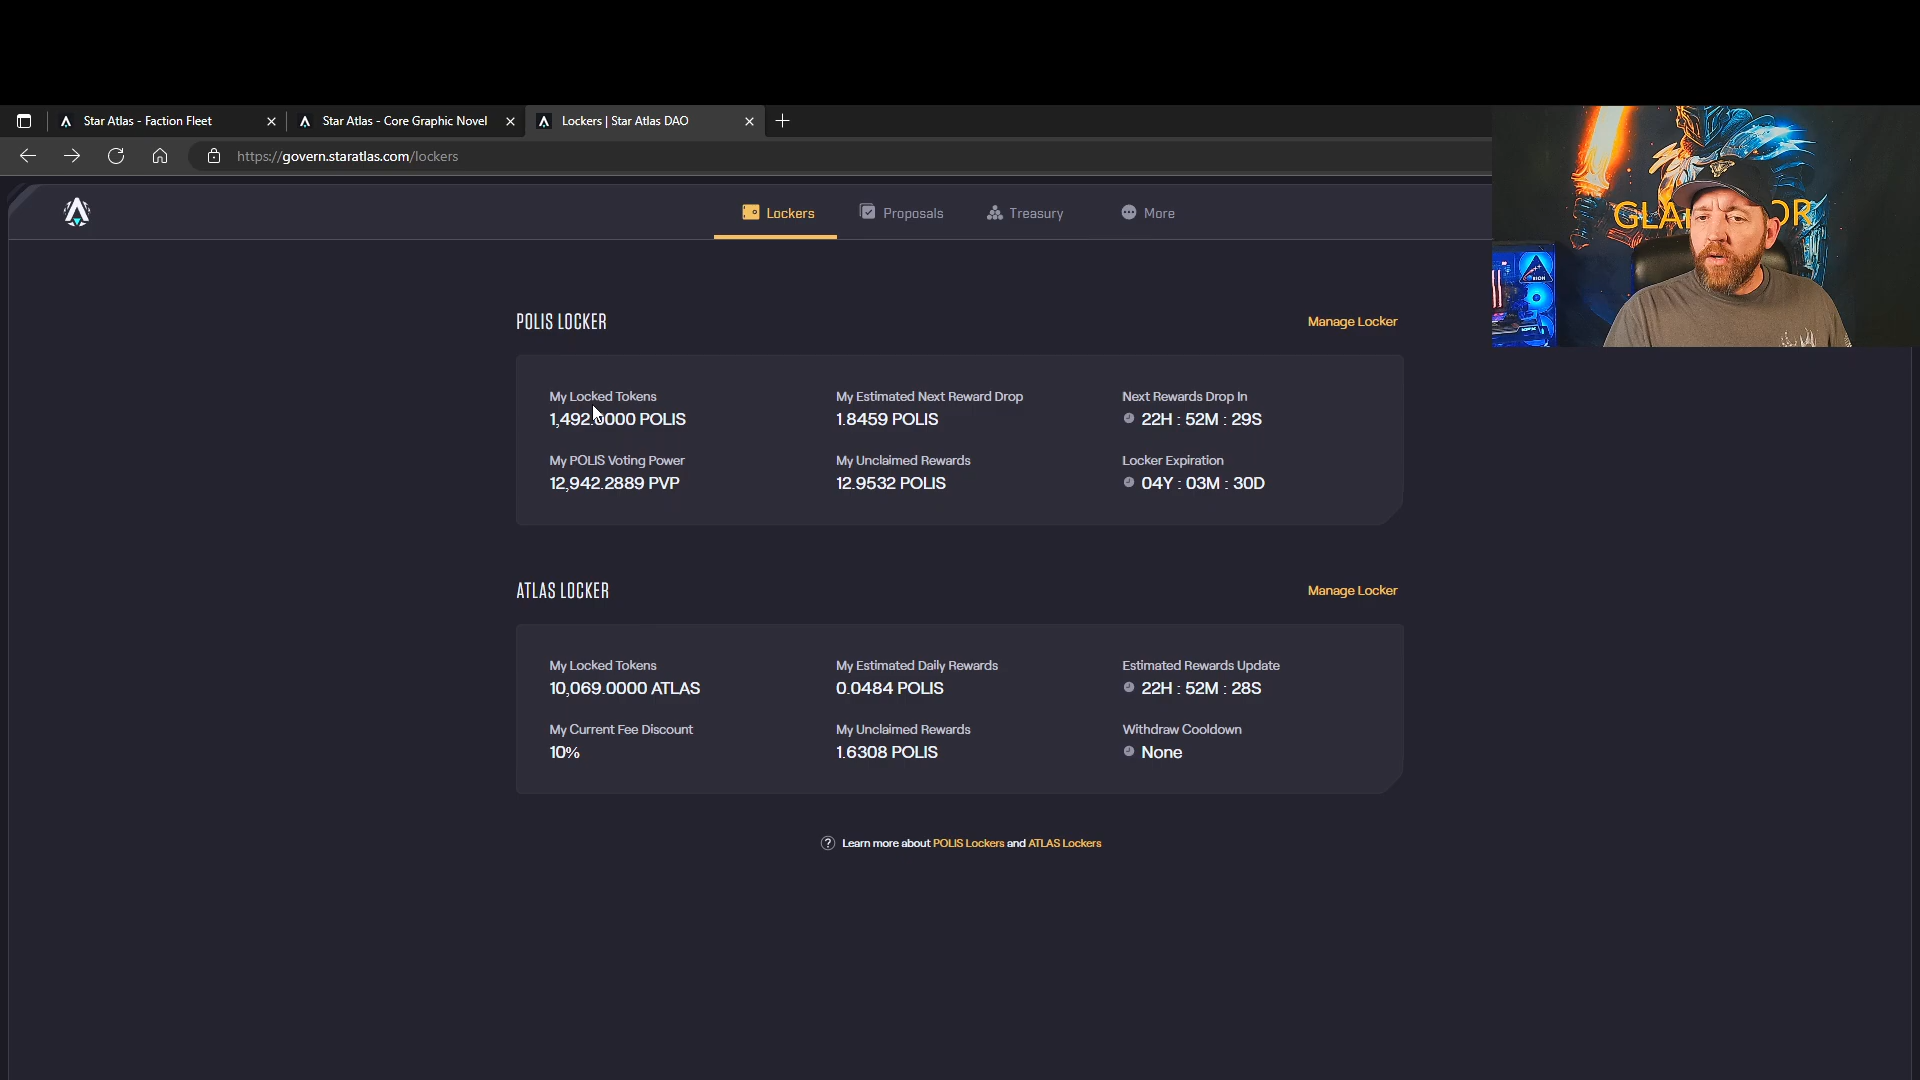 Star Atlas - Faction Fleet
Star Atlas - Core Graphic Novel
Lockers | Star Atlas DAO
https://govern.staratlas.com/lockers
Lockers
Proposals
Treasury
More
POLIS LOCKER
Manage Locker
My Locked Tokens
1,492.0000 POLIS
My Estimated Next Reward Drop
1.8459 POLIS
Next Rewards Drop In
22H : 52M : 29S
My POLIS Voting Power
12,942.2889 PVP
My Unclaimed Rewards
12.9532 POLIS
Locker Expiration
04Y : 03M : 30D
ATLAS LOCKER
Manage Locker
My Locked Tokens
10,069.0000 ATLAS
My Estimated Daily Rewards
0.0484 POLIS
Estimated Rewards Update
22H : 52M : 28S
My Current Fee Discount
10%
My Unclaimed Rewards
1.6308 POLIS
Withdraw Cooldown
None
Learn more about POLIS Lockers and ATLAS Lockers